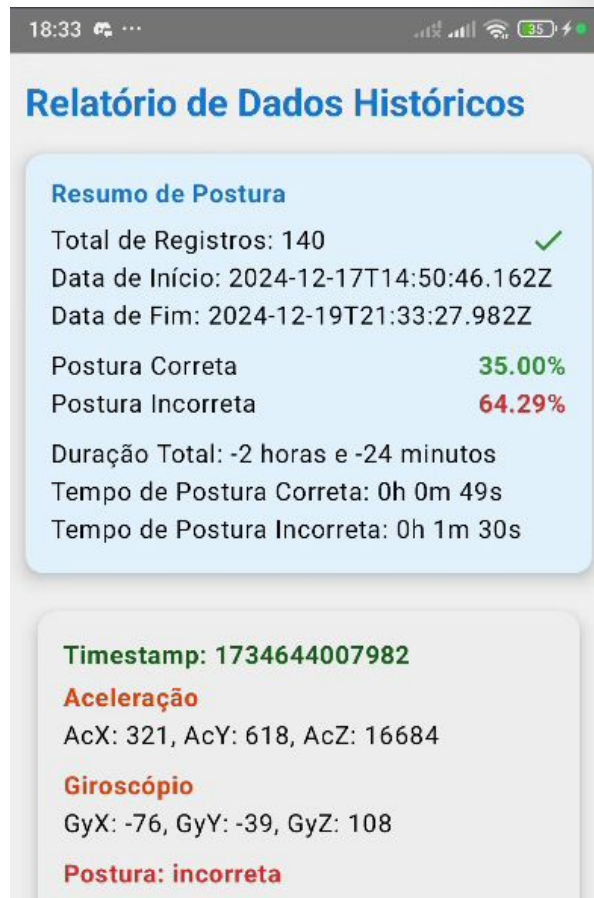 18:33 ...
35
Relatório de Dados Históricos
Resumo de Postura
Total de Registros: 140
Data de Início: 2024-12-17T14:50:46.162Z
Data de Fim: 2024-12-19T21:33:27.982Z
Postura Correta 35.00%
Postura Incorreta 64.29%
Duração Total: -2 horas e -24 minutos
Tempo de Postura Correta: 0h 0m 49s
Tempo de Postura Incorreta: 0h 1m 30s
Timestamp: 1734644007982
Aceleração
AcX: 321, AcY: 618, AcZ: 16684
Giroscópio
GyX: -76, GyY: -39, GyZ: 108
Postura: incorreta